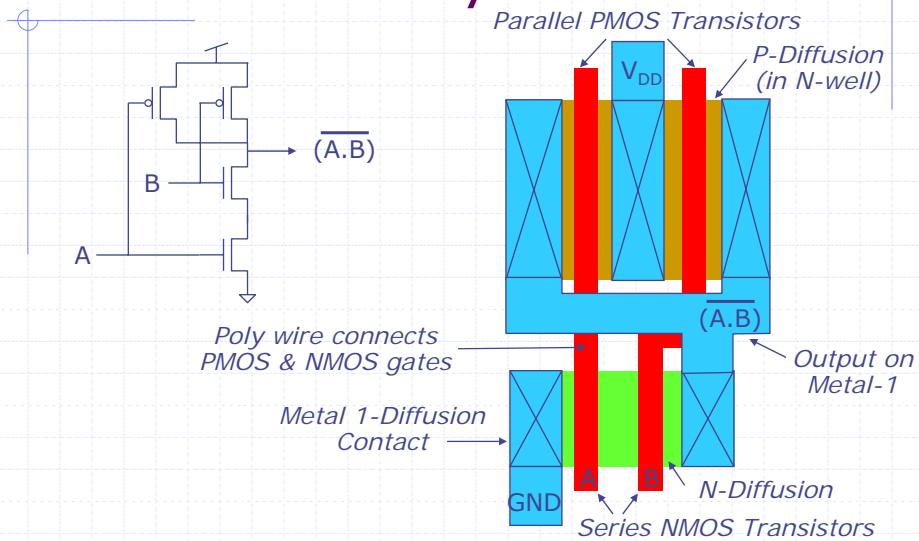 Parallel PMOS Transistors
P-Diffusion
(in N-well)
VDD
(A.B)
B
A
(A.B)
Poly wire connects
PMOS & NMOS gates
Output on
Metal-1
Metal 1-Diffusion
Contact
A
B
N-Diffusion
GND
Series NMOS Transistors